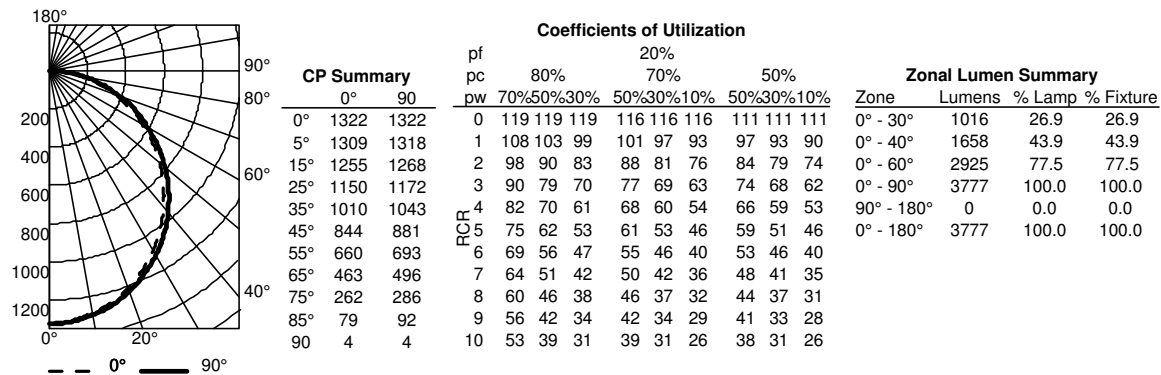 180°
90°
80°
60°
40°
200
400
600
800
1000
1200
0° 20°
0° 90°
CP Summary
0° 90
0° 1322 1322
5° 1309 1318
15° 1255 1268
25° 1150 1172
35° 1010 1043
45° 844 881
55° 660 693
65° 463 496
75° 262 286
85° 79 92
90 4 4
Coefficients of Utilization
pf 20%
pc 80% 70% 50%
pw 70%50%30% 50%30%10% 50%30%10%
RCR
0 119 119 119 116 116 116 111 111 111
1 108 103 99 101 97 93 97 93 90
2 98 90 83 88 81 76 84 79 74
3 90 79 70 77 69 63 74 68 62
4 82 70 61 68 60 54 66 59 53
5 75 62 53 61 53 46 59 51 46
6 69 56 47 55 46 40 53 46 40
7 64 51 42 50 42 36 48 41 35
8 60 46 38 46 37 32 44 37 31
9 56 42 34 42 34 29 41 33 28
10 53 39 31 39 31 26 38 31 26
Zonal Lumen Summary
Zone Lumens % Lamp % Fixture
0° - 30° 1016 26.9 26.9
0° - 40° 1658 43.9 43.9
0° - 60° 2925 77.5 77.5
0° - 90° 3777 100.0 100.0
90° - 180° 0 0.0 0.0
0° - 180° 3777 100.0 100.0